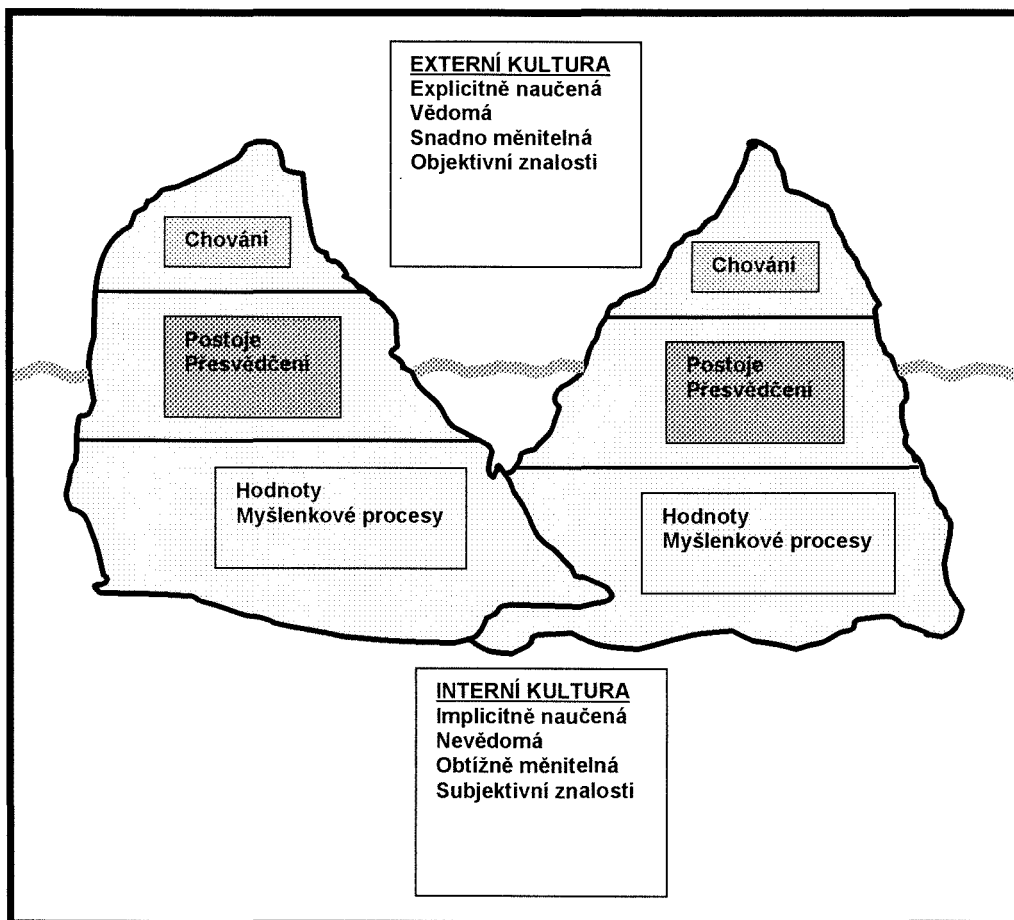 EXTERNÍ KULTURA
Explicitně naučená
Vědomá
Snadno měnitelná
Objektivní znalosti
Chování
Chování
Postoje
Přesvědčení
Postoje
Přesvědčení
Hodnoty
Myšlenkové procesy
Hodnoty
Myšlenkové procesy
INTERNÍ KULTURA
Implicitně naučená
Nevědomá
Obtížně měnitelná
Subjektivní znalosti